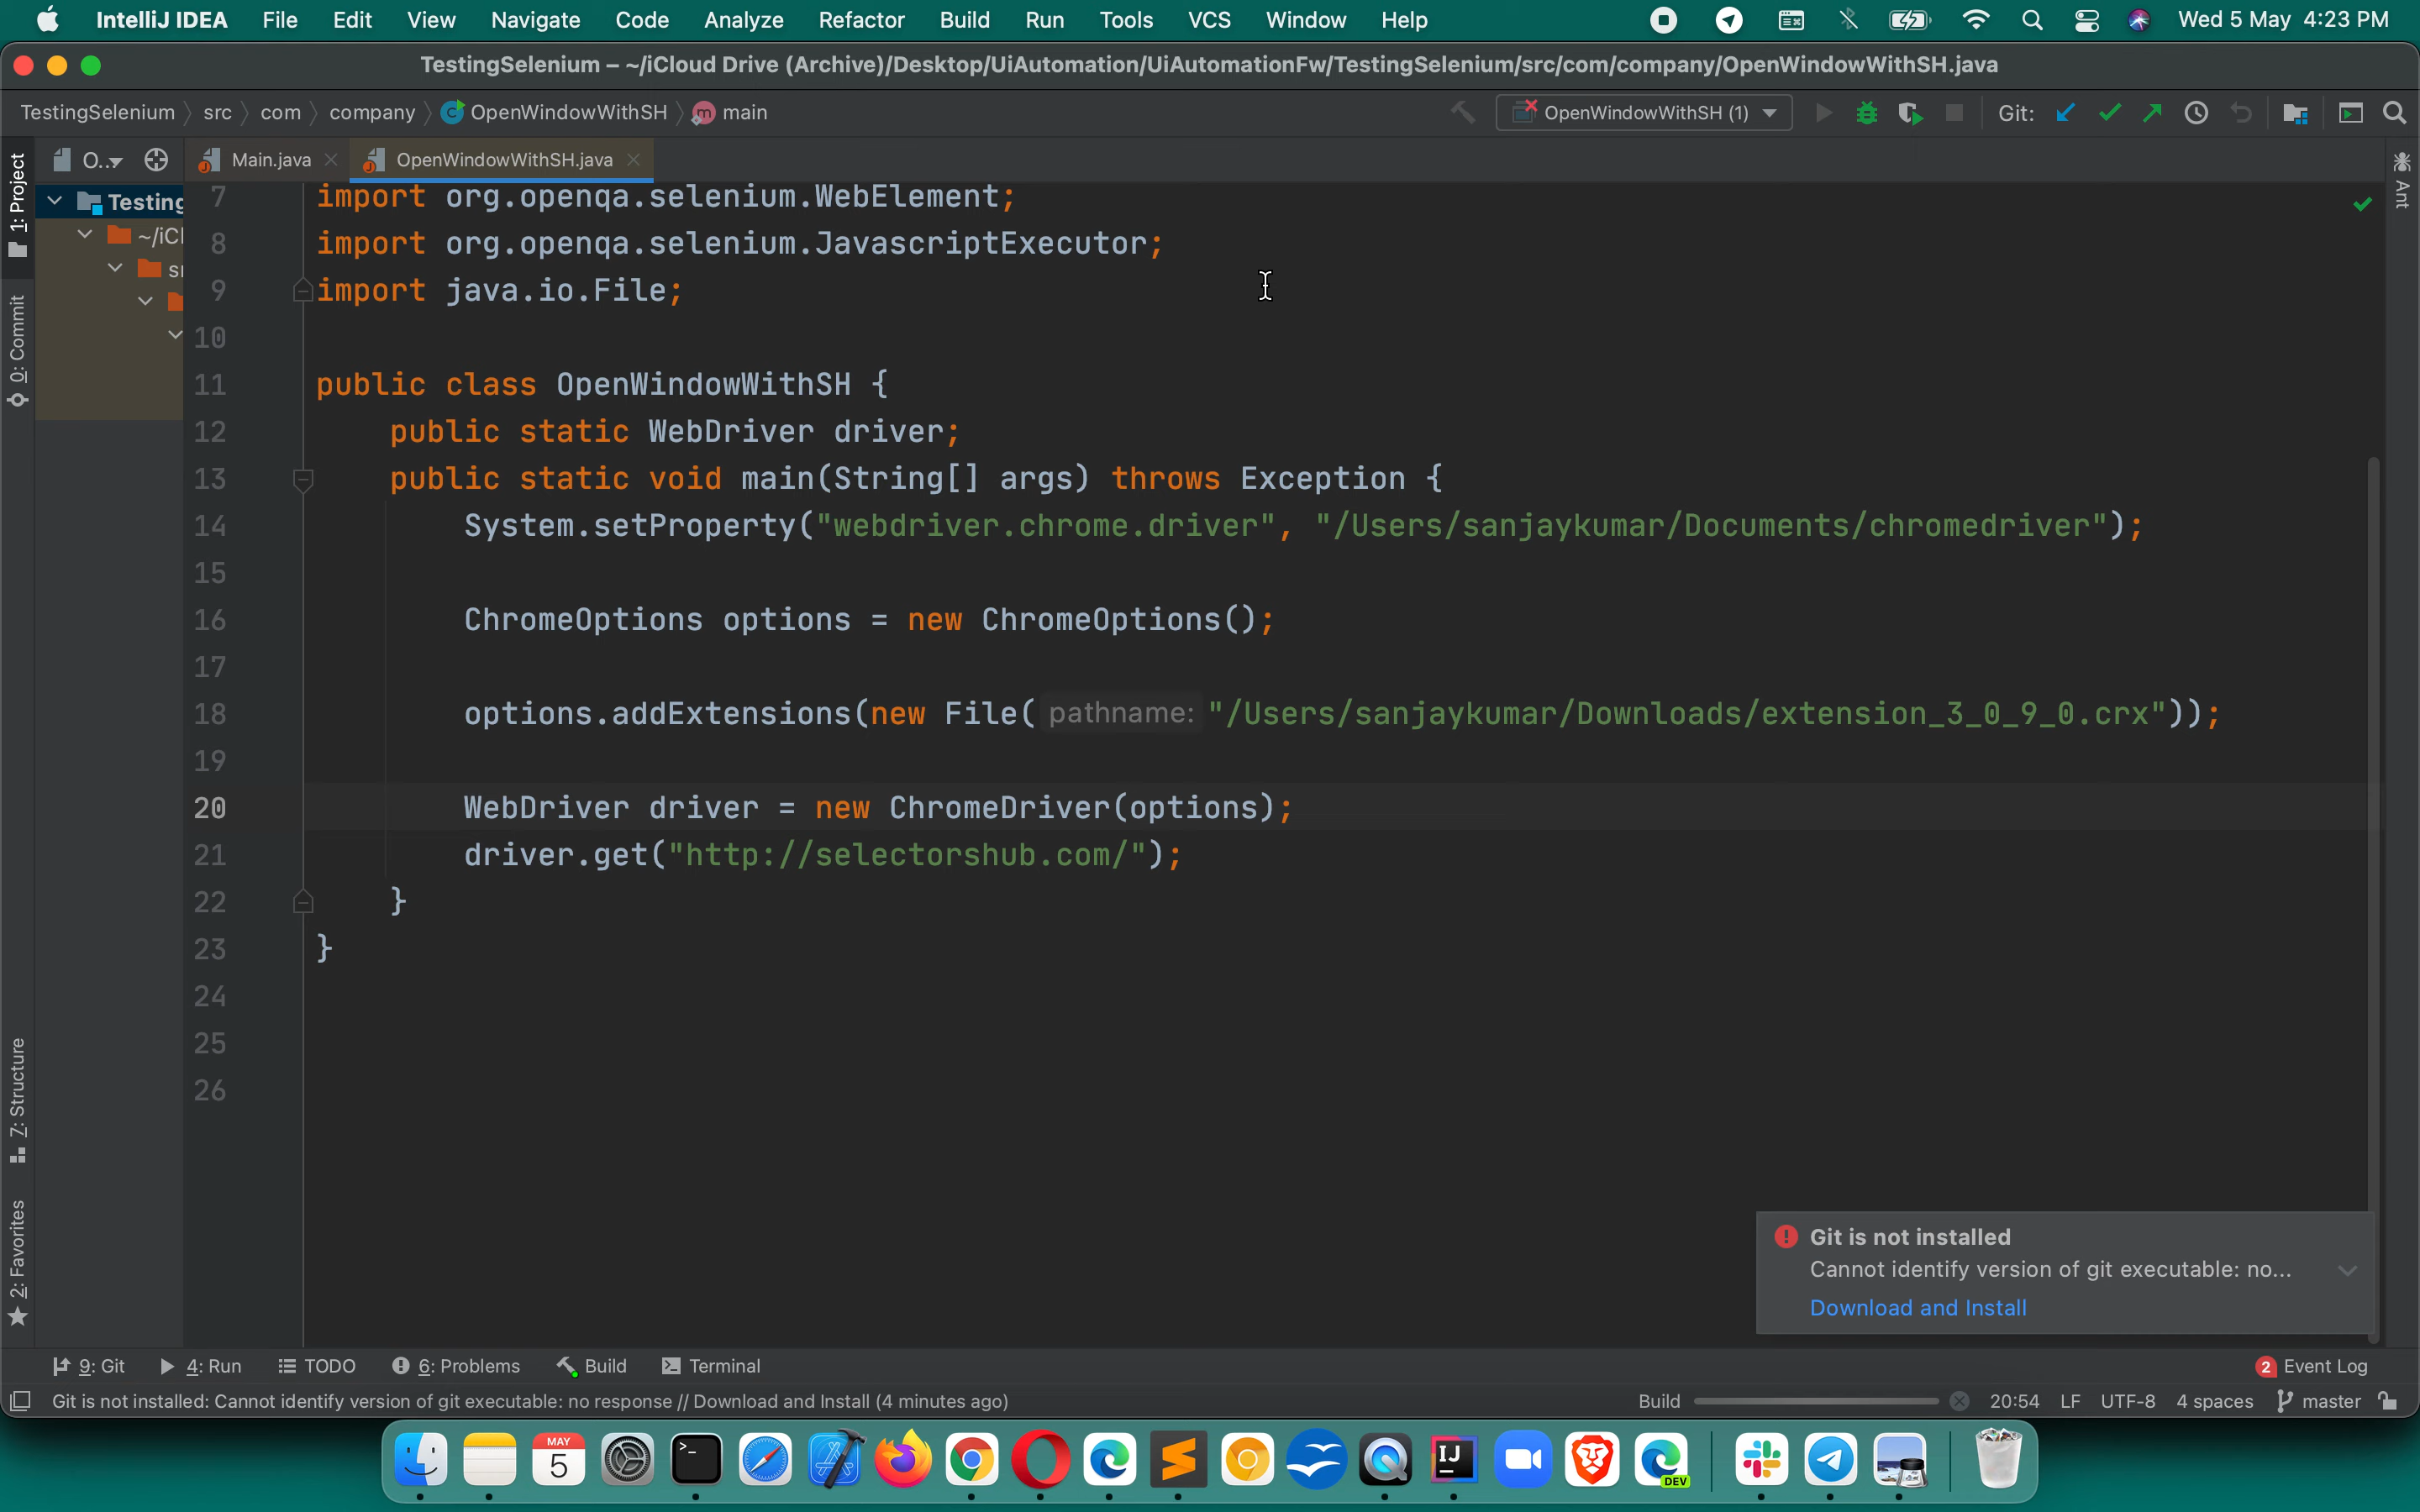 IntelliJ IDEA File Edit View Navigate Code Analyze Refactor Build Run Tools VCS Window Help Wed 5 May 4:23 PM
TestingSelenium – ~/iCloud Drive (Archive)/Desktop/UiAutomation/UiAutomationFw/TestingSelenium/src/com/company/OpenWindowWithSH.java
TestingSelenium src com company OpenWindowWithSH main OpenWindowWithSH (1) Git:
O... Main.java OpenWindowWithSH.java
1: Project
0: Commit
7: Structure
2: Favorites
Ant
Testing
~/iCl
7 import org.openqa.selenium.WebElement;
8 import org.openqa.selenium.JavascriptExecutor;
9 import java.io.File;
10
11 public class OpenWindowWithSH {
12 public static WebDriver driver;
13 public static void main(String[] args) throws Exception {
14 System.setProperty("webdriver.chrome.driver", "/Users/sanjaykumar/Documents/chromedriver");
15
16 ChromeOptions options = new ChromeOptions();
17
18 options.addExtensions(new File( pathname: "/Users/sanjaykumar/Downloads/extension_3_0_9_0.crx"));
19
20 WebDriver driver = new ChromeDriver(options);
21 driver.get("http://selectorshub.com/");
22 }
23 }
24
25
26
Git is not installed
Cannot identify version of git executable: no...
Download and Install
9: Git 4: Run TODO 6: Problems Build Terminal 2 Event Log
Git is not installed: Cannot identify version of git executable: no response // Download and Install (4 minutes ago) Build 20:54 LF UTF-8 4 spaces master
MAY
5
IJ
DEV